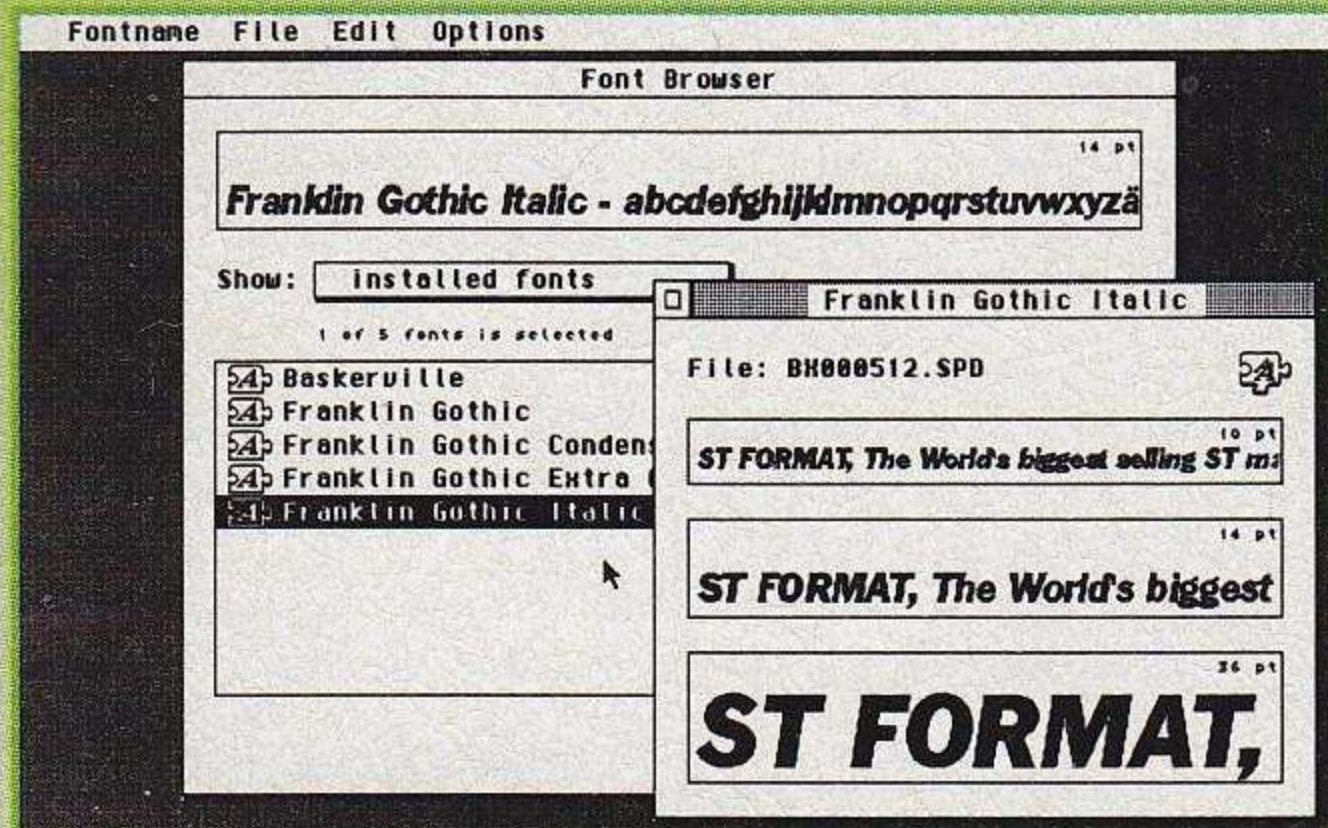 Fontname File Edit Options
Font Browser
14 pt
Franklin Gothic Italic - abcdefghijklmnopqrstuvwxyzä
Show: installed fonts
1 of 5 fonts is selected
Baskerville
Franklin Gothic
Franklin Gothic Condens
Franklin Gothic Extra
Franklin Gothic Italic
Franklin Gothic Italic
File: BX000512.SPD
10 pt
ST FORMAT, The World's biggest selling ST ma
14 pt
ST FORMAT, The World's biggest
36 pt
ST FORMAT,